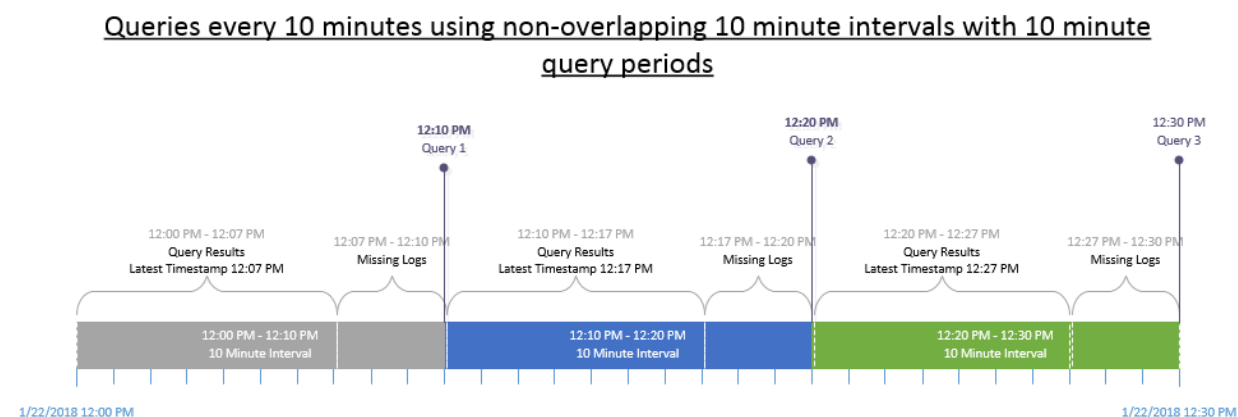 Queries every 10 minutes using non-overlapping 10 minute intervals with 10 minute
query periods
12:10 PM
Query 1
12:20 PM
Query 2
12:30 PM
Query 3
12:00 PM - 12:07 PM
Query Results
Latest Timestamp 12:07 PM
12:07 PM - 12:10 PM
Missing Logs
12:10 PM - 12:17 PM
Query Results
Latest Timestamp 12:17 PM
12:17 PM - 12:20 PM
Missing Logs
12:20 PM - 12:27 PM
Query Results
Latest Timestamp 12:27 PM
12:27 PM - 12:30 PM
Missing Logs
12:00 PM - 12:10 PM
10 Minute Interval
12:10 PM - 12:20 PM
10 Minute Interval
12:20 PM - 12:30 PM
10 Minute Interval
1/22/2018 12:00 PM
1/22/2018 12:30 PM